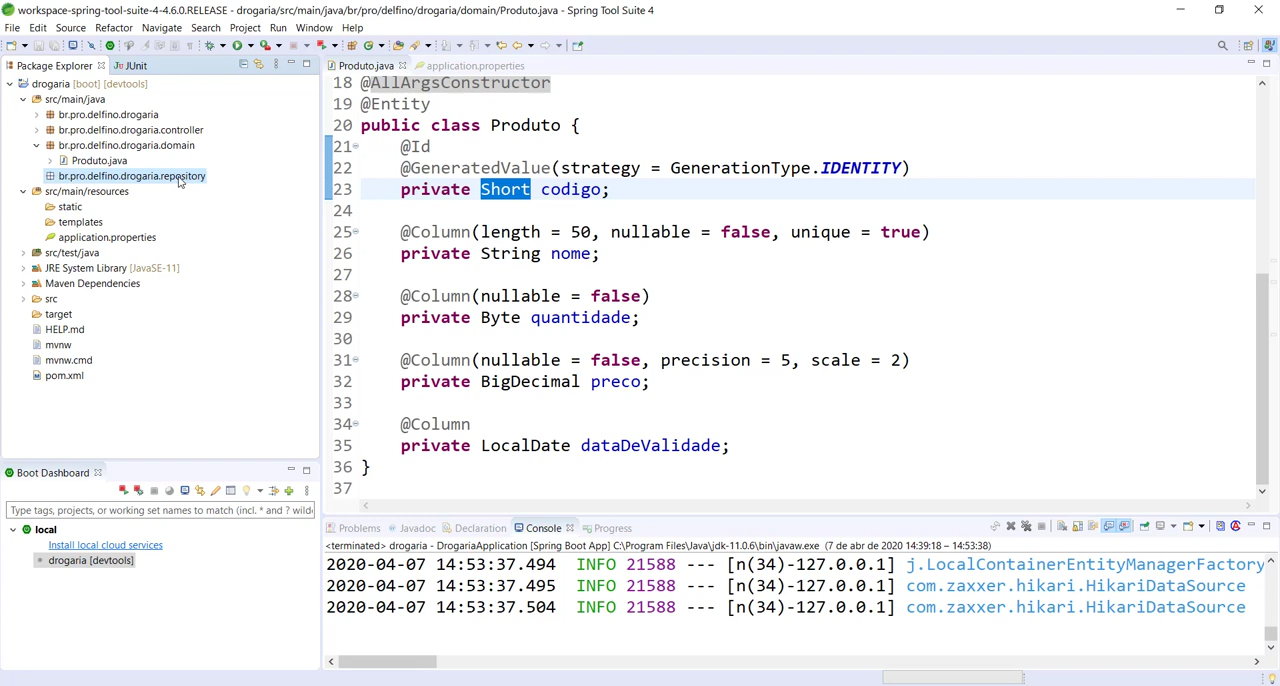 workspace-spring-tool-suite-4-4.6.0.RELEASE - drogaria/src/main/java/br/pro/delfino/drogaria/domain/Produto.java - Spring Tool Suite 4
File Edit Source Refactor Navigate Search Project Run Window Help
Package Explorer
JUnit
drogaria [boot] [devtools]
src/main/java
br.pro.delfino.drogaria
br.pro.delfino.drogaria.controller
br.pro.delfino.drogaria.domain
Produto.java
br.pro.delfino.drogaria.repository
src/main/resources
static
templates
application.properties
src/test/java
JRE System Library [JavaSE-11]
Maven Dependencies
src
target
HELP.md
mvnw
mvnw.cmd
pom.xml
Boot Dashboard
Type tags, projects, or working set names to match (incl. * and ? wild
local
Install local cloud services
drogaria [devtools]
Produto.java
application.properties
18 @AllArgsConstructor
19 @Entity
20 public class Produto {
21 @Id
22 @GeneratedValue(strategy = GenerationType.IDENTITY)
23 private Short codigo;
24
25 @Column(length = 50, nullable = false, unique = true)
26 private String nome;
27
28 @Column(nullable = false)
29 private Byte quantidade;
30
31 @Column(nullable = false, precision = 5, scale = 2)
32 private BigDecimal preco;
33
34 @Column
35 private LocalDate dataDeValidade;
36 }
37
Problems Javadoc Declaration Console Progress
<terminated> drogaria - DrogariaApplication [Spring Boot App] C:\Program Files\Java\jdk-11.0.6\bin\javaw.exe (7 de abr de 2020 14:39:18 – 14:53:38)
2020-04-07 14:53:37.494 INFO 21588 --- [n(34)-127.0.0.1] j.LocalContainerEntityManagerFactory
2020-04-07 14:53:37.495 INFO 21588 --- [n(34)-127.0.0.1] com.zaxxer.hikari.HikariDataSource
2020-04-07 14:53:37.504 INFO 21588 --- [n(34)-127.0.0.1] com.zaxxer.hikari.HikariDataSource